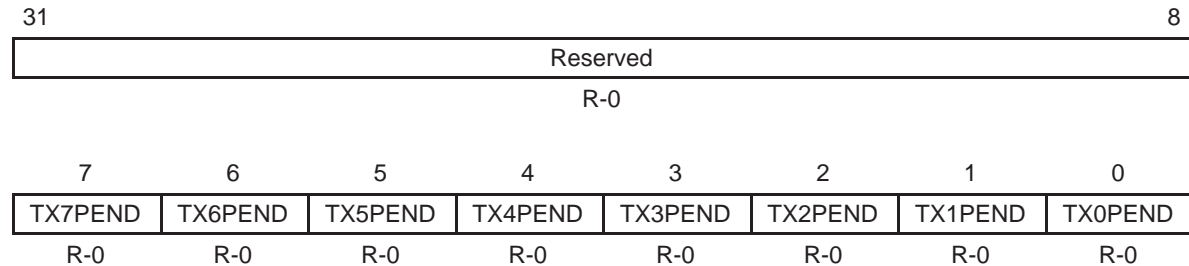 31 8
Reserved
R-0
7 6 5 4 3 2 1 0
TX7PEND TX6PEND TX5PEND TX4PEND TX3PEND TX2PEND TX1PEND TX0PEND
R-0 R-0 R-0 R-0 R-0 R-0 R-0 R-0